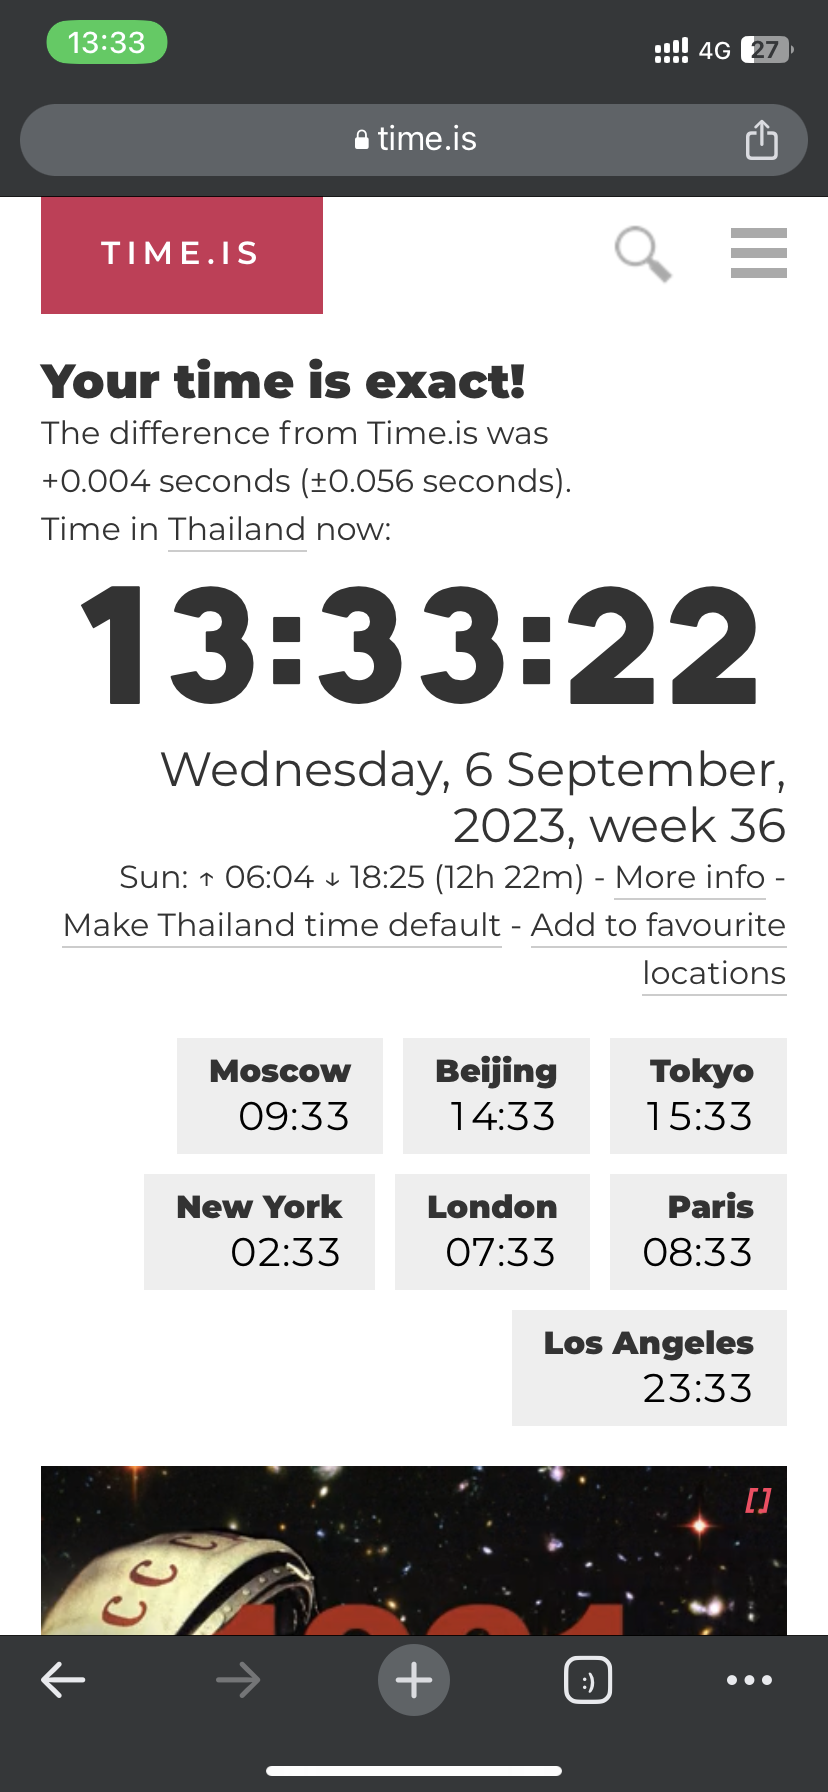 13:33
4G 27
time.is
TIME.IS
Your time is exact!
The difference from Time.is was
+0.004 seconds (±0.056 seconds).
Time in Thailand now:
13:33:22
Wednesday, 6 September,
2023, week 36
Sun: ↑ 06:04 ↓ 18:25 (12h 22m) - More info -
Make Thailand time default - Add to favourite
locations
Moscow
09:33
Beijing
14:33
Tokyo
15:33
New York
02:33
London
07:33
Paris
08:33
Los Angeles
23:33
[.]
CCC
:)